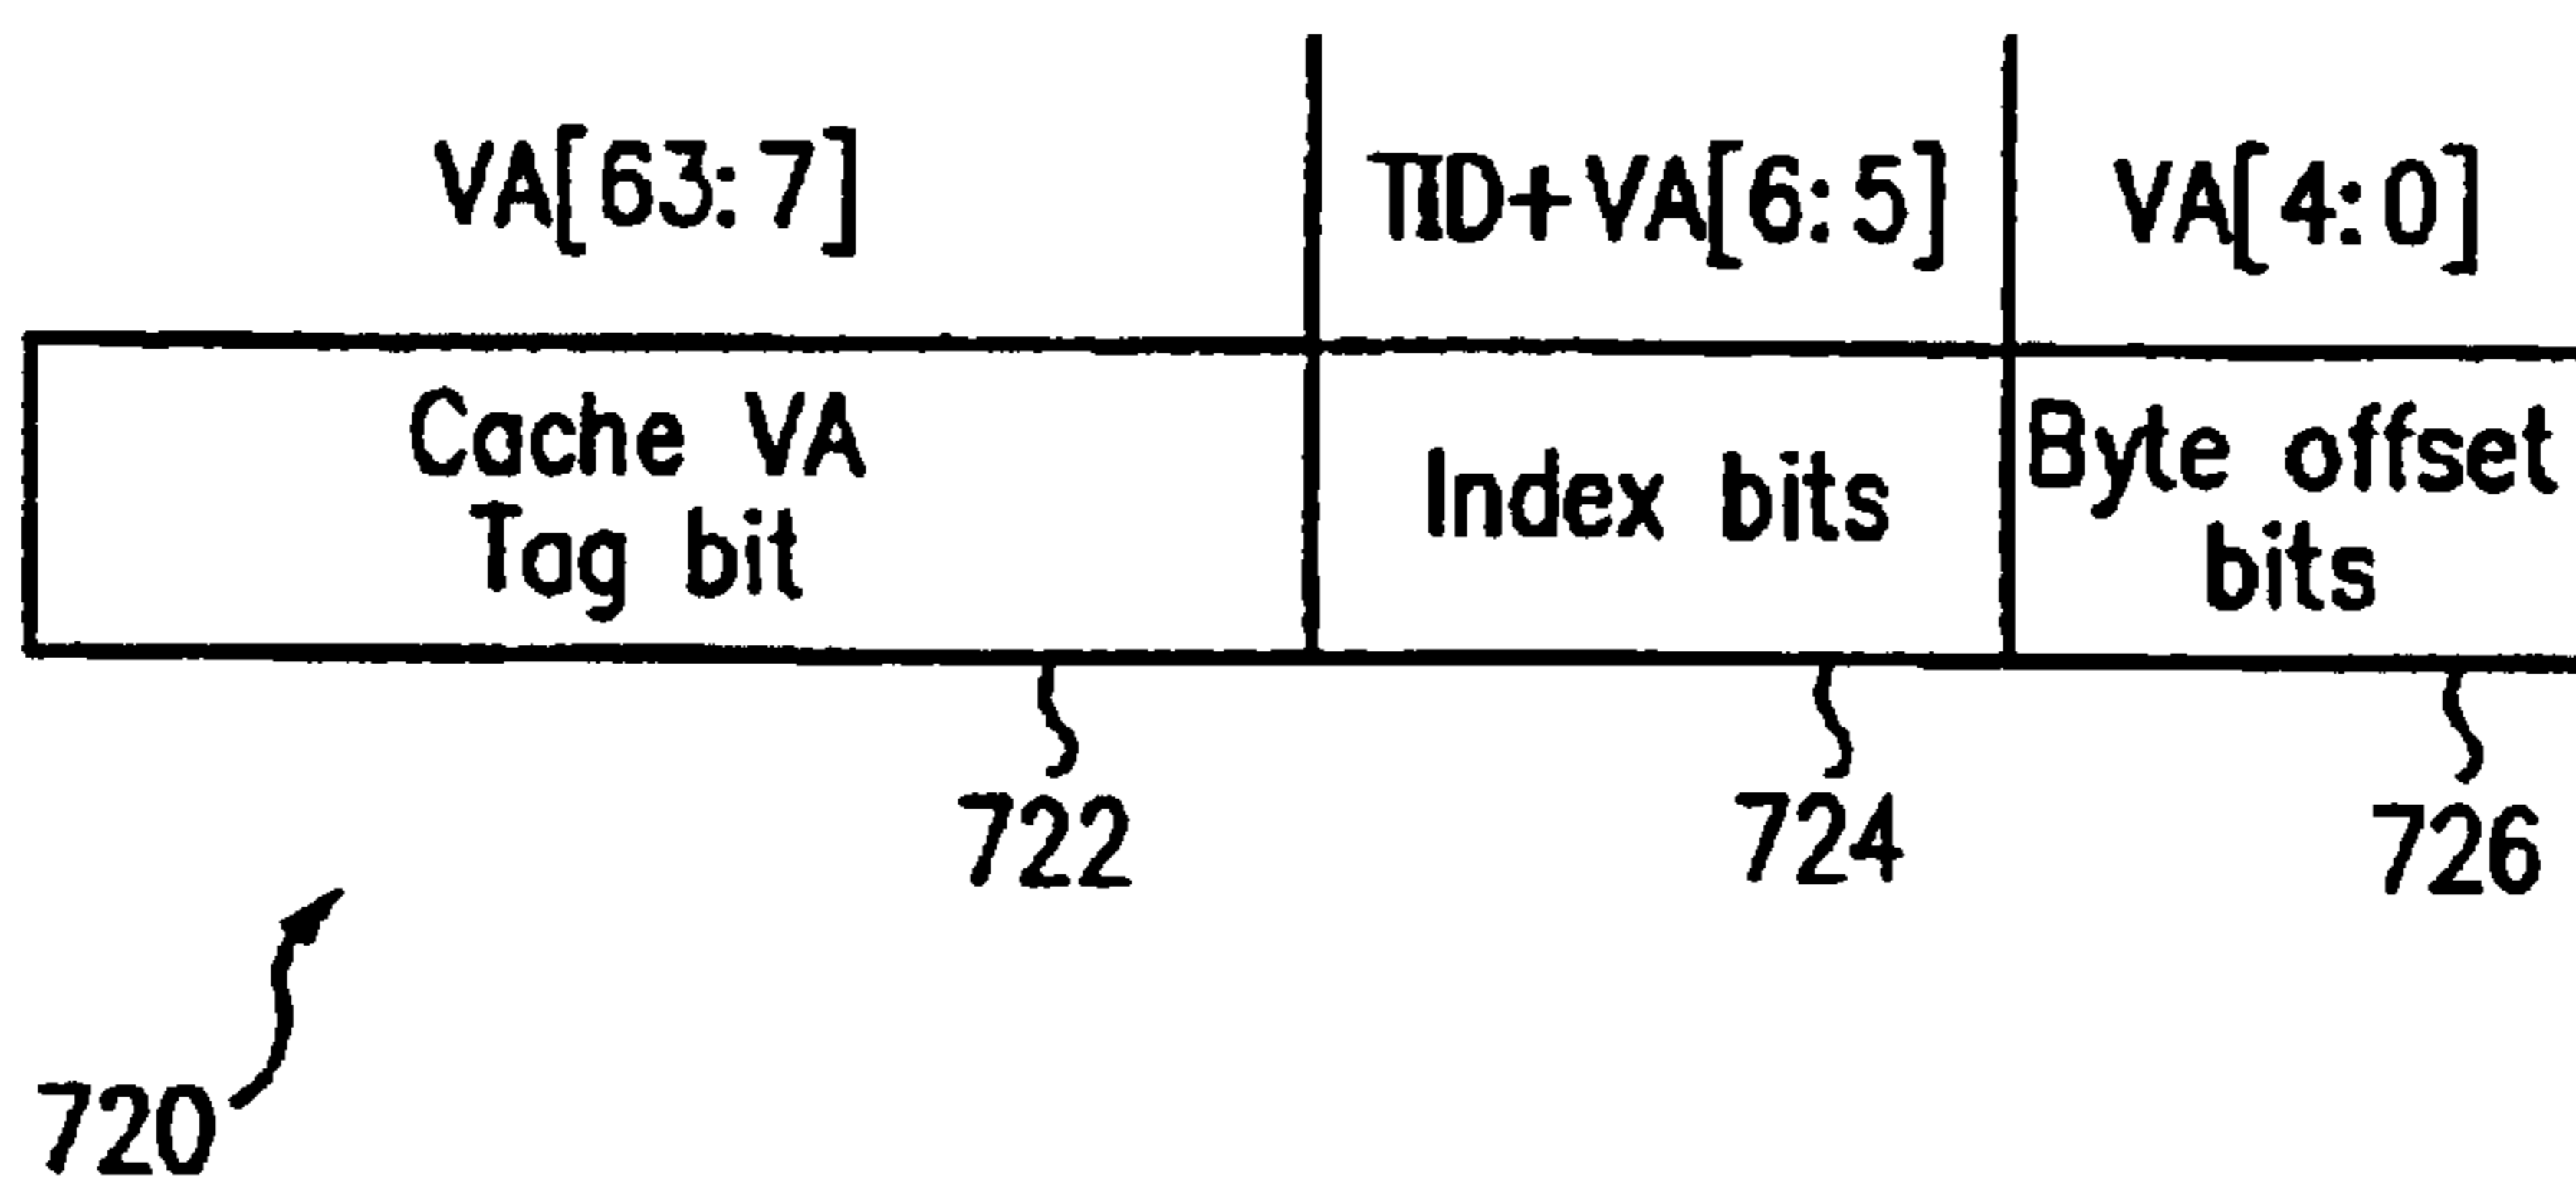 VA[63:7]
TID+VA[6:5]
VA[4:0]
Cache VA
Tag bit
Index bits
Byte offset
bits
722
724
726
720